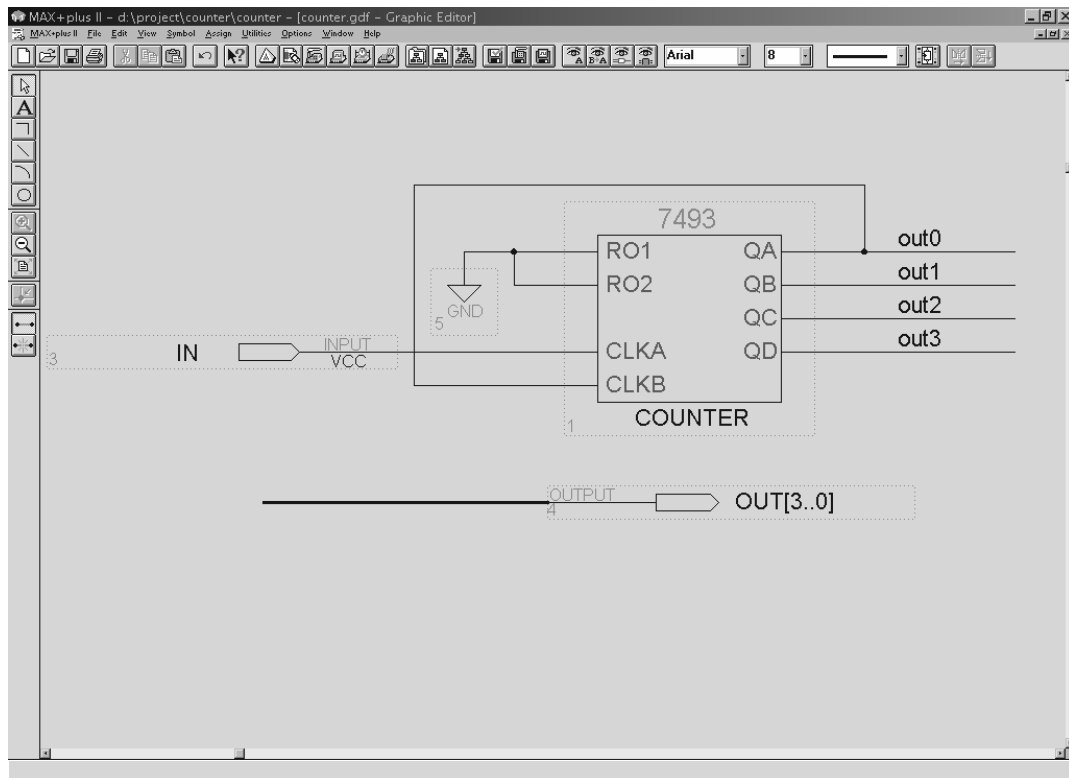 MAX+plus II – d:\project\counter\counter – [counter.gdf – Graphic Editor]
MAX+plus II File Edit View Symbol Assign Utilities Options Window Help
Arial 8
7493
RO1 QA out0
RO2 QB out1
GND
5
QC out2
3 IN INPUT VCC CLKA QD out3
CLKB
COUNTER
1
OUTPUT
4
OUT[3..0]